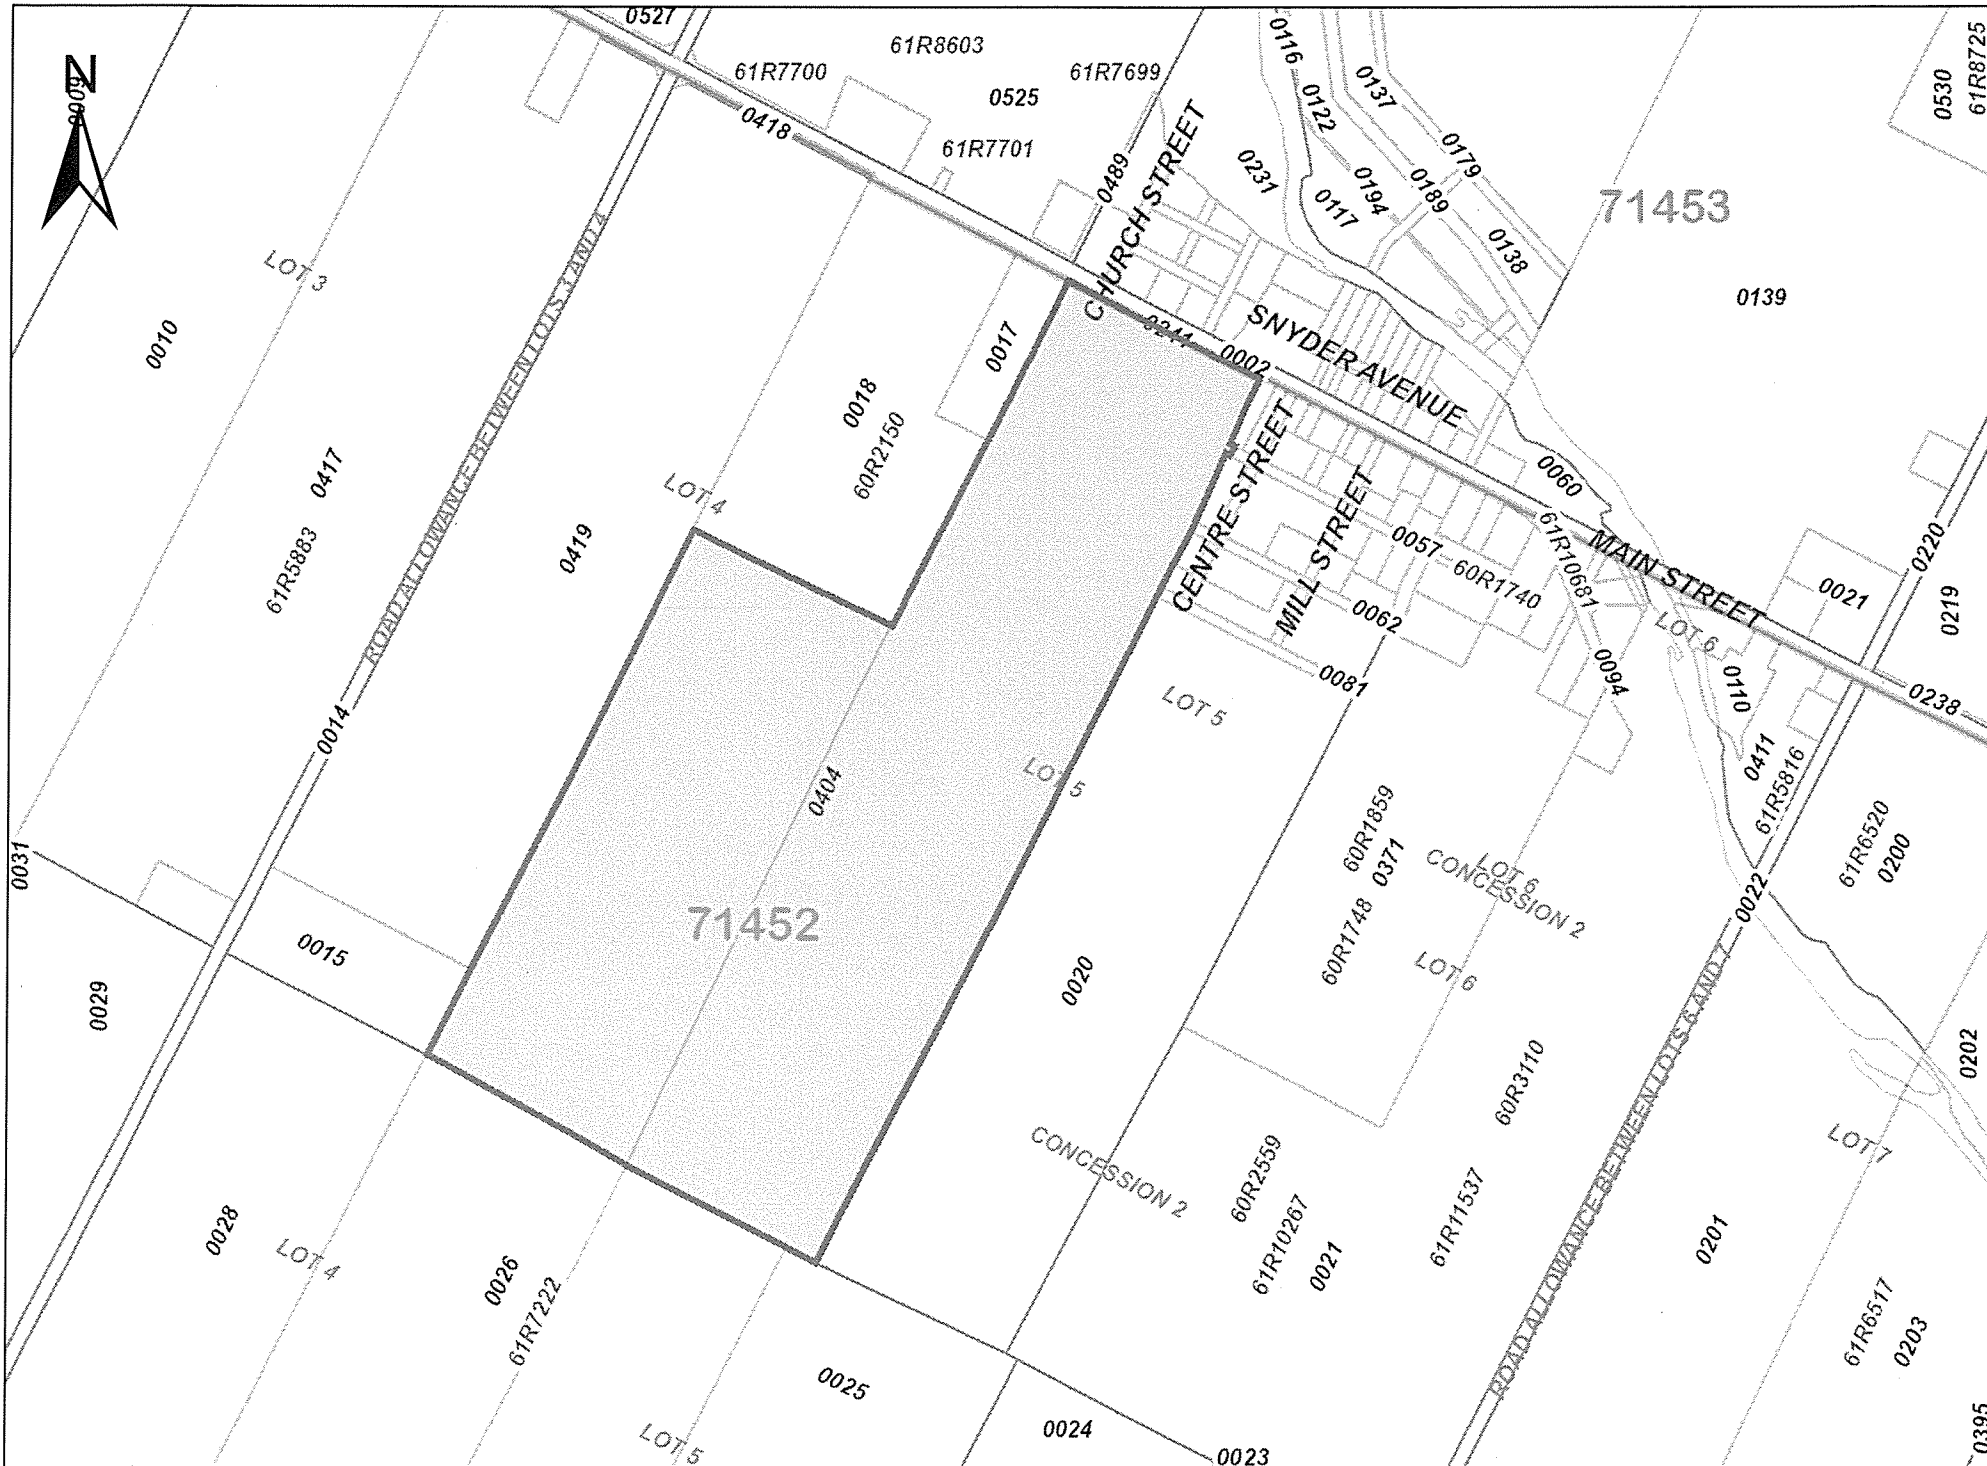 0527
61R8603
61R7700
61R7699
0525
0418
61R7701
N
0009
0489
CHURCH STREET
0116
0122
0137
0179
0189
0194
0231
0117
0138
71453
0139
0530
61R8725
LOT 3
0010
ROAD ALLOWANCE BETWEEN LOTS 3 AND 4
0017
0241
0002
SNYDER AVENUE
0018
60R2150
0417
61R5883
LOT 4
0419
CENTRE STREET
MILL STREET
0060
0057
60R1740
61R10681
MAIN STREET
0062
0081
0094
LOT 6
0110
0021
0220
0219
0238
0014
LOT 5
LOT 5
0404
0411
61R5816
60R1859
0371
60R1748
LOT 6
CONCESSION 2
61R6520
0200
0022
0031
71452
0015
0029
0020
LOT 6
ROAD ALLOWANCE BETWEEN LOTS 6 AND 7
60R3110
0202
CONCESSION 2
LOT 7
60R2559
61R10267
0021
61R11537
0201
0028
LOT 4
0026
61R7222
61R6517
0203
0025
LOT 5
0024
0023
0395